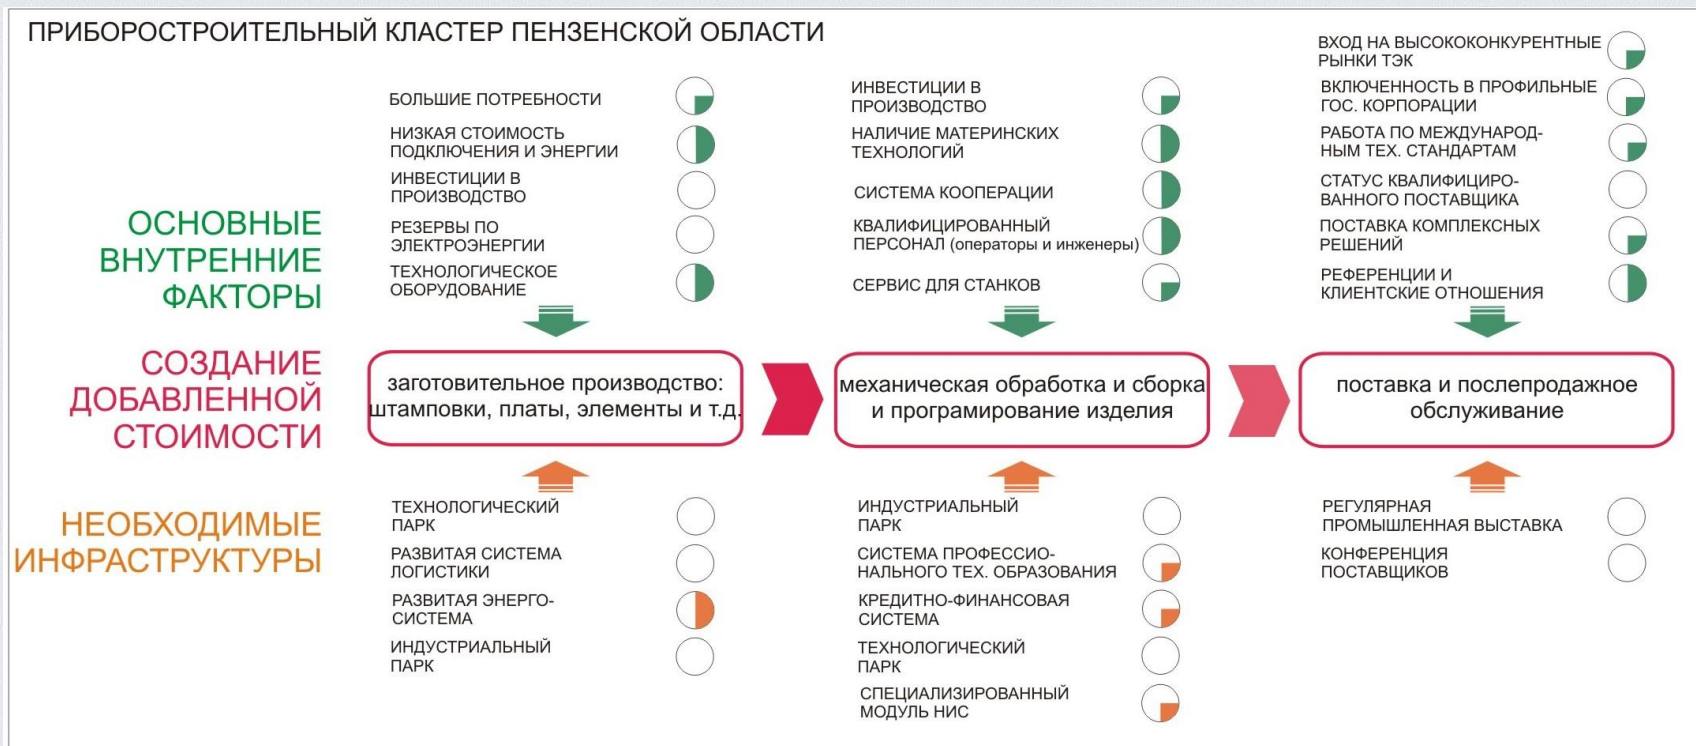 ПРИБОРОСТРОИТЕЛЬНЫЙ КЛАСТЕР ПЕНЗЕНСКОЙ ОБЛАСТИ
ОСНОВНЫЕ
ВНУТРЕННИЕ
ФАКТОРЫ
БОЛЬШИЕ ПОТРЕБНОСТИ
НИЗКАЯ СТОИМОСТЬ
ПОДКЛЮЧЕНИЯ И ЭНЕРГИИ
ИНВЕСТИЦИИ В
ПРОИЗВОДСТВО
РЕЗЕРВЫ ПО
ЭЛЕКТРОЭНЕРГИИ
ТЕХНОЛОГИЧЕСКОЕ
ОБОРУДОВАНИЕ
ИНВЕСТИЦИИ В
ПРОИЗВОДСТВО
НАЛИЧИЕ МАТЕРИНСКИХ
ТЕХНОЛОГИЙ
СИСТЕМА КООПЕРАЦИИ
КВАЛИФИЦИРОВАННЫЙ
ПЕРСОНАЛ (операторы и инженеры)
СЕРВИС ДЛЯ СТАНКОВ
ВХОД НА ВЫСОКОКОНКУРЕНТНЫЕ
РЫНКИ ТЭК
ВКЛЮЧЕННОСТЬ В ПРОФИЛЬНЫЕ
ГОС. КОРПОРАЦИИ
РАБОТА ПО МЕЖДУНАРОД-
НЫМ ТЕХ. СТАНДАРТАМ
СТАТУС КВАЛИФИЦИРО-
ВАННОГО ПОСТАВЩИКА
ПОСТАВКА КОМПЛЕКСНЫХ
РЕШЕНИЙ
РЕФЕРЕНЦИИ И
КЛИЕНТСКИЕ ОТНОШЕНИЯ
СОЗДАНИЕ
ДОБАВЛЕННОЙ
СТОИМОСТИ
заготовительное производство:
штамповки, платы, элементы и т.д.
механическая обработка и сборка
и програмирование изделия
поставка и послепродажное
обслуживание
НЕОБХОДИМЫЕ
ИНФРАСТРУКТУРЫ
ТЕХНОЛОГИЧЕСКИЙ
ПАРК
РАЗВИТАЯ СИСТЕМА
ЛОГИСТИКИ
РАЗВИТАЯ ЭНЕРГО-
СИСТЕМА
ИНДУСТРИАЛЬНЫЙ
ПАРК
ИНДУСТРИАЛЬНЫЙ
ПАРК
СИСТЕМА ПРОФЕССИО-
НАЛЬНОГО ТЕХ. ОБРАЗОВАНИЯ
КРЕДИТНО-ФИНАНСОВАЯ
СИСТЕМА
ТЕХНОЛОГИЧЕСКИЙ
ПАРК
СПЕЦИАЛИЗИРОВАННЫЙ
МОДУЛЬ НИС
РЕГУЛЯРНАЯ
ПРОМЫШЛЕННАЯ ВЫСТАВКА
КОНФЕРЕНЦИЯ
ПОСТАВЩИКОВ